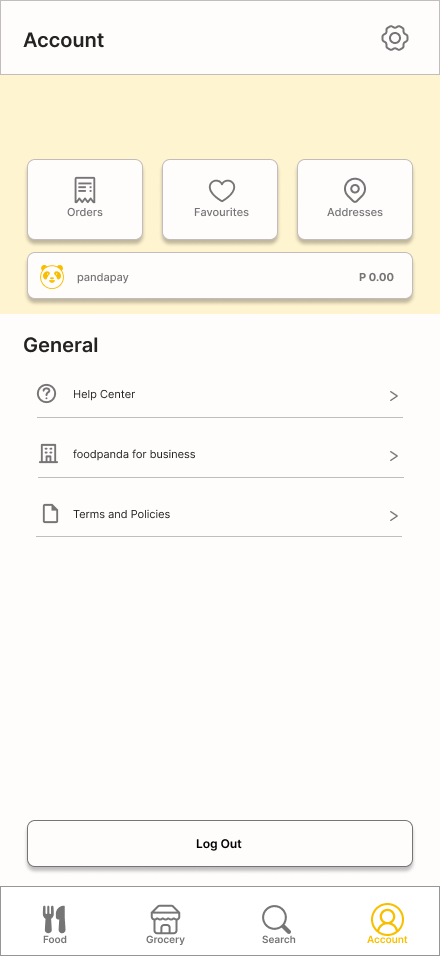 Account
Orders
Favourites
Addresses
pandapay
P 0.00
General
Help Center
foodpanda for business
Terms and Policies
Log Out
Food
Grocery
Search
Account